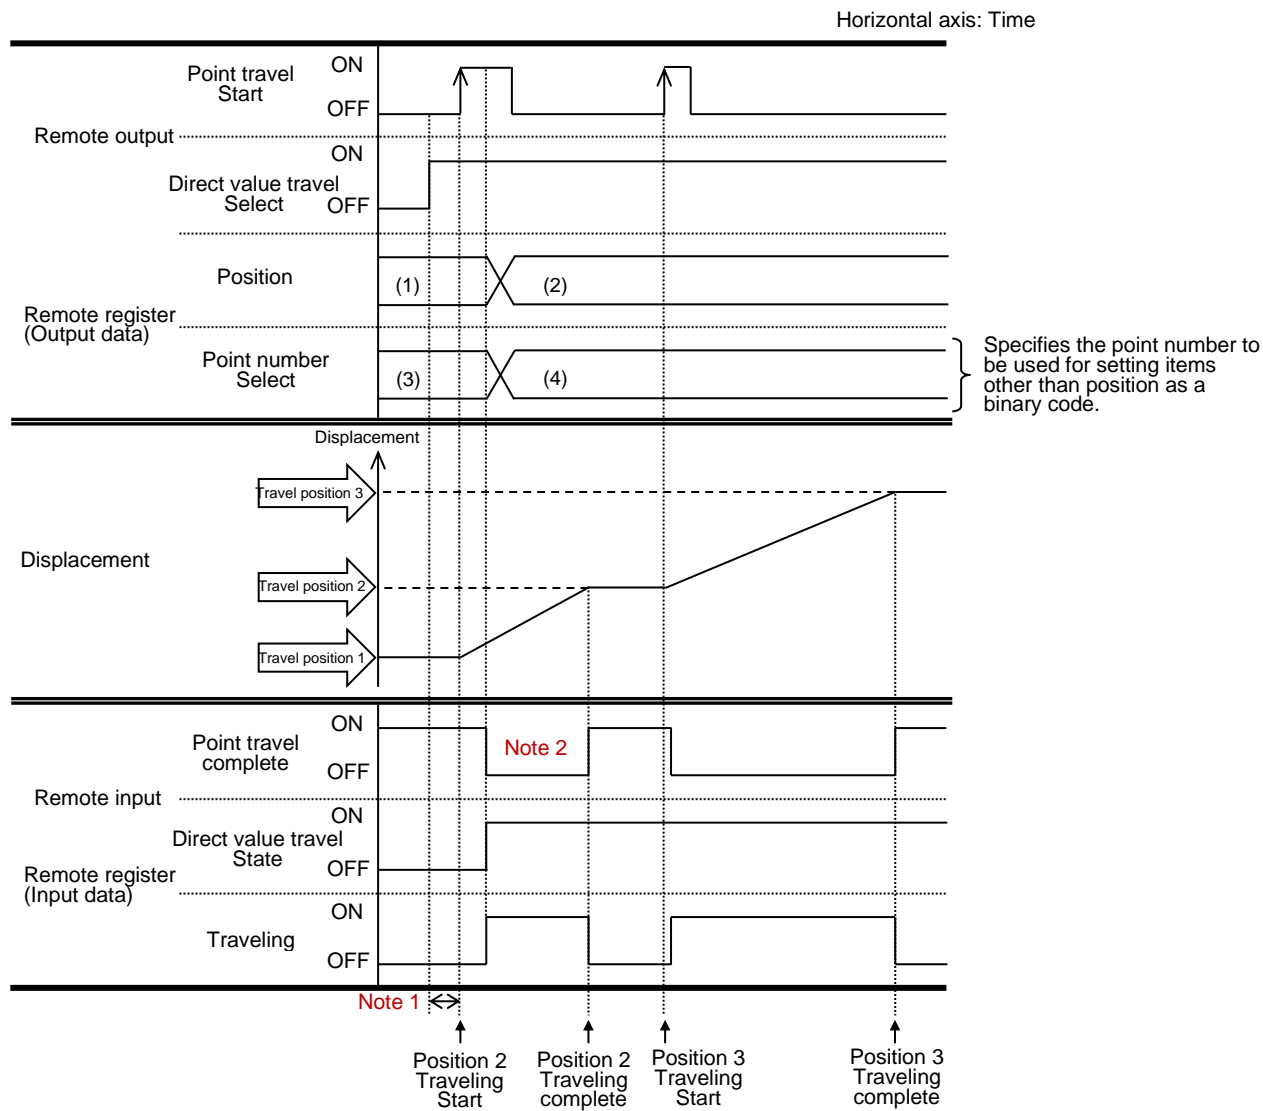 Horizontal axis: Time
Point travel
Start
ON
OFF
Remote output
Direct value travel
Select
ON
OFF
Position
(1)
(2)
Remote register
(Output data)
Point number
Select
(3)
(4)
Specifies the point number to
be used for setting items
other than position as a
binary code.
Displacement
Travel position 3
Displacement
Travel position 2
Travel position 1
Point travel
complete
ON
OFF
Note 2
Remote input
Direct value travel
State
ON
OFF
Remote register
(Input data)
Traveling
ON
OFF
Note 1
Position 2
Traveling
Start
Position 2
Traveling
complete
Position 3
Traveling
Start
Position 3
Traveling
complete